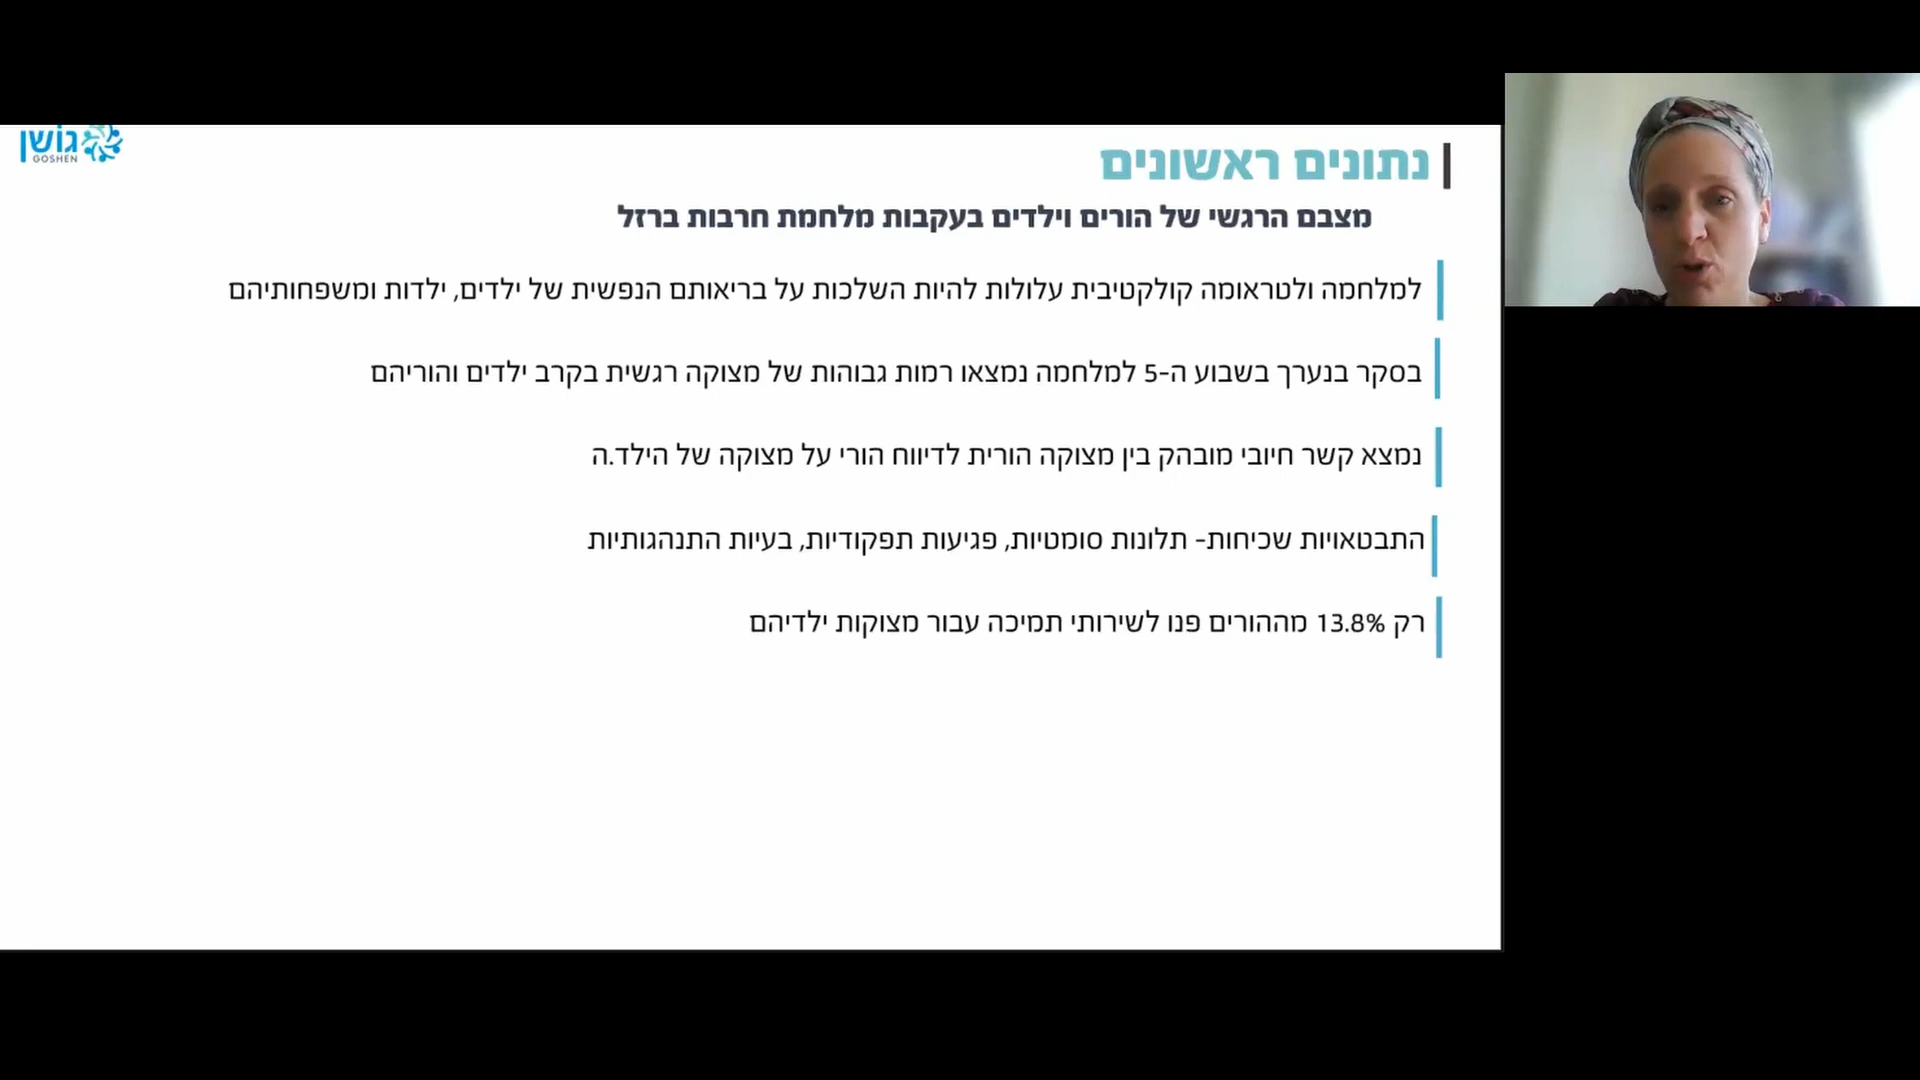 גושן
GOSHEN
נתונים ראשונים
מצבם הרגשי של הורים וילדים בעקבות מלחמת חרבות ברזל
למלחמה ולטראומה קולקטיבית עלולות להיות השלכות על בריאותם הנפשית של ילדים, ילדות ומשפחותיהם
בסקר בנערך בשבוע ה-5 למלחמה נמצאו רמות גבוהות של מצוקה רגשית בקרב ילדים והוריהם
נמצא קשר חיובי מובהק בין מצוקה הורית לדיווח הורי על מצוקה של הילד.ה
התבטאויות שכיחות- תלונות סומטיות, פגיעות תפקודיות, בעיות התנהגותיות
רק 13.8% מההורים פנו לשירותי תמיכה עבור מצוקות ילדיהם